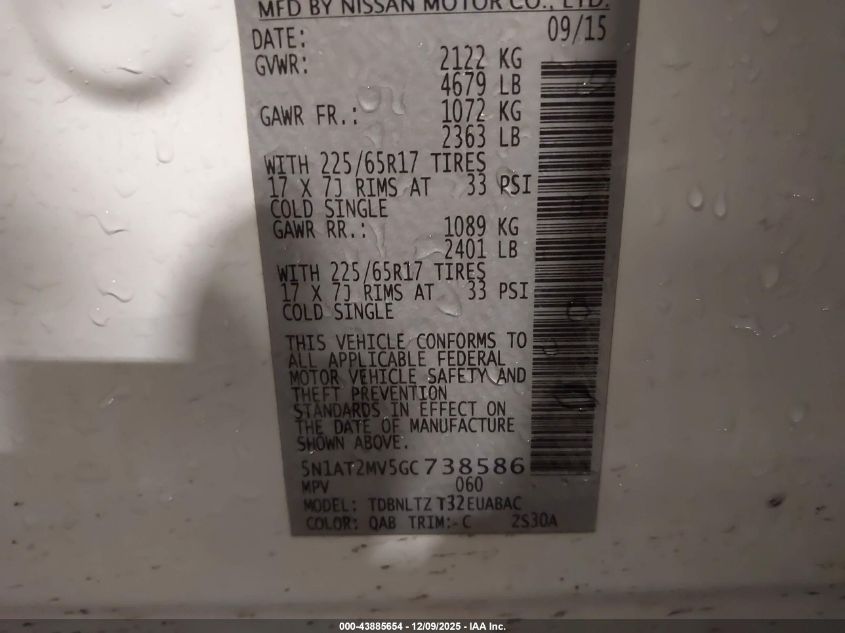 MFD BY NISSAN MOTOR CO., LTD.
DATE: 09/15
GVWR: 2122 KG
4679 LB
GAWR FR.: 1072 KG
2363 LB
WITH 225/65R17 TIRES
17 X 7J RIMS AT 33 PSI
COLD SINGLE
GAWR RR.: 1089 KG
2401 LB
WITH 225/65R17 TIRES
17 X 7J RIMS AT 33 PSI
COLD SINGLE
THIS VEHICLE CONFORMS TO
ALL APPLICABLE FEDERAL
MOTOR VEHICLE SAFETY AND
THEFT PREVENTION
STANDARDS IN EFFECT ON
THE DATE OF MANUFACTURE
SHOWN ABOVE.
5N1AT2MV5GC738586
MPV 060
MODEL: TDBNLTZ T32EUABAC
COLOR: QAB TRIM:-C 2S30A
000-43885654 - 12/09/2025 - IAA Inc.